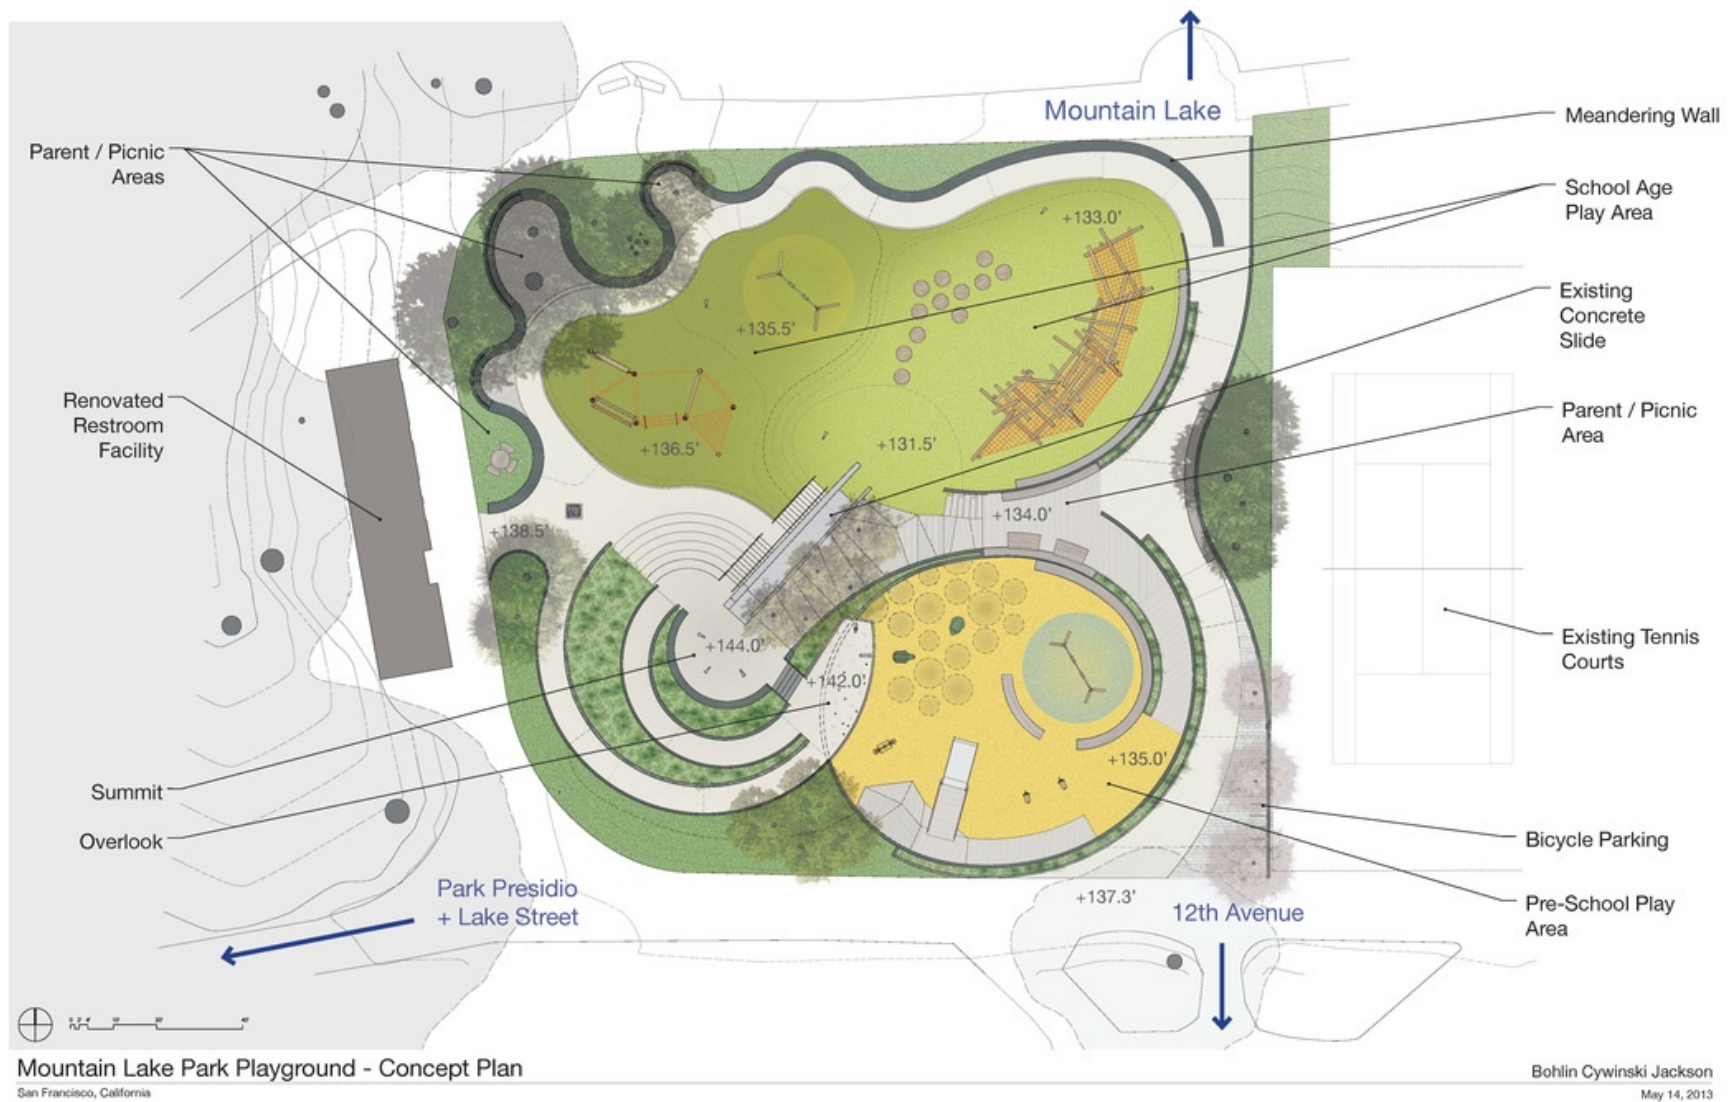 Mountain Lake
Meandering Wall
Parent / Picnic
Areas
School Age
Play Area
+133.0'
Existing
Concrete
Slide
+135.5'
Renovated
Restroom
Facility
Parent / Picnic
Area
+136.5'
+131.5'
+134.0'
+138.5'
Existing Tennis
Courts
+144.0'
+142.0'
+135.0'
Summit
Overlook
Bicycle Parking
Park Presidio
+ Lake Street
+137.3'
12th Avenue
Pre-School Play
Area
Mountain Lake Park Playground - Concept Plan
San Francisco, California
Bohlin Cywinski Jackson
May 14, 2013